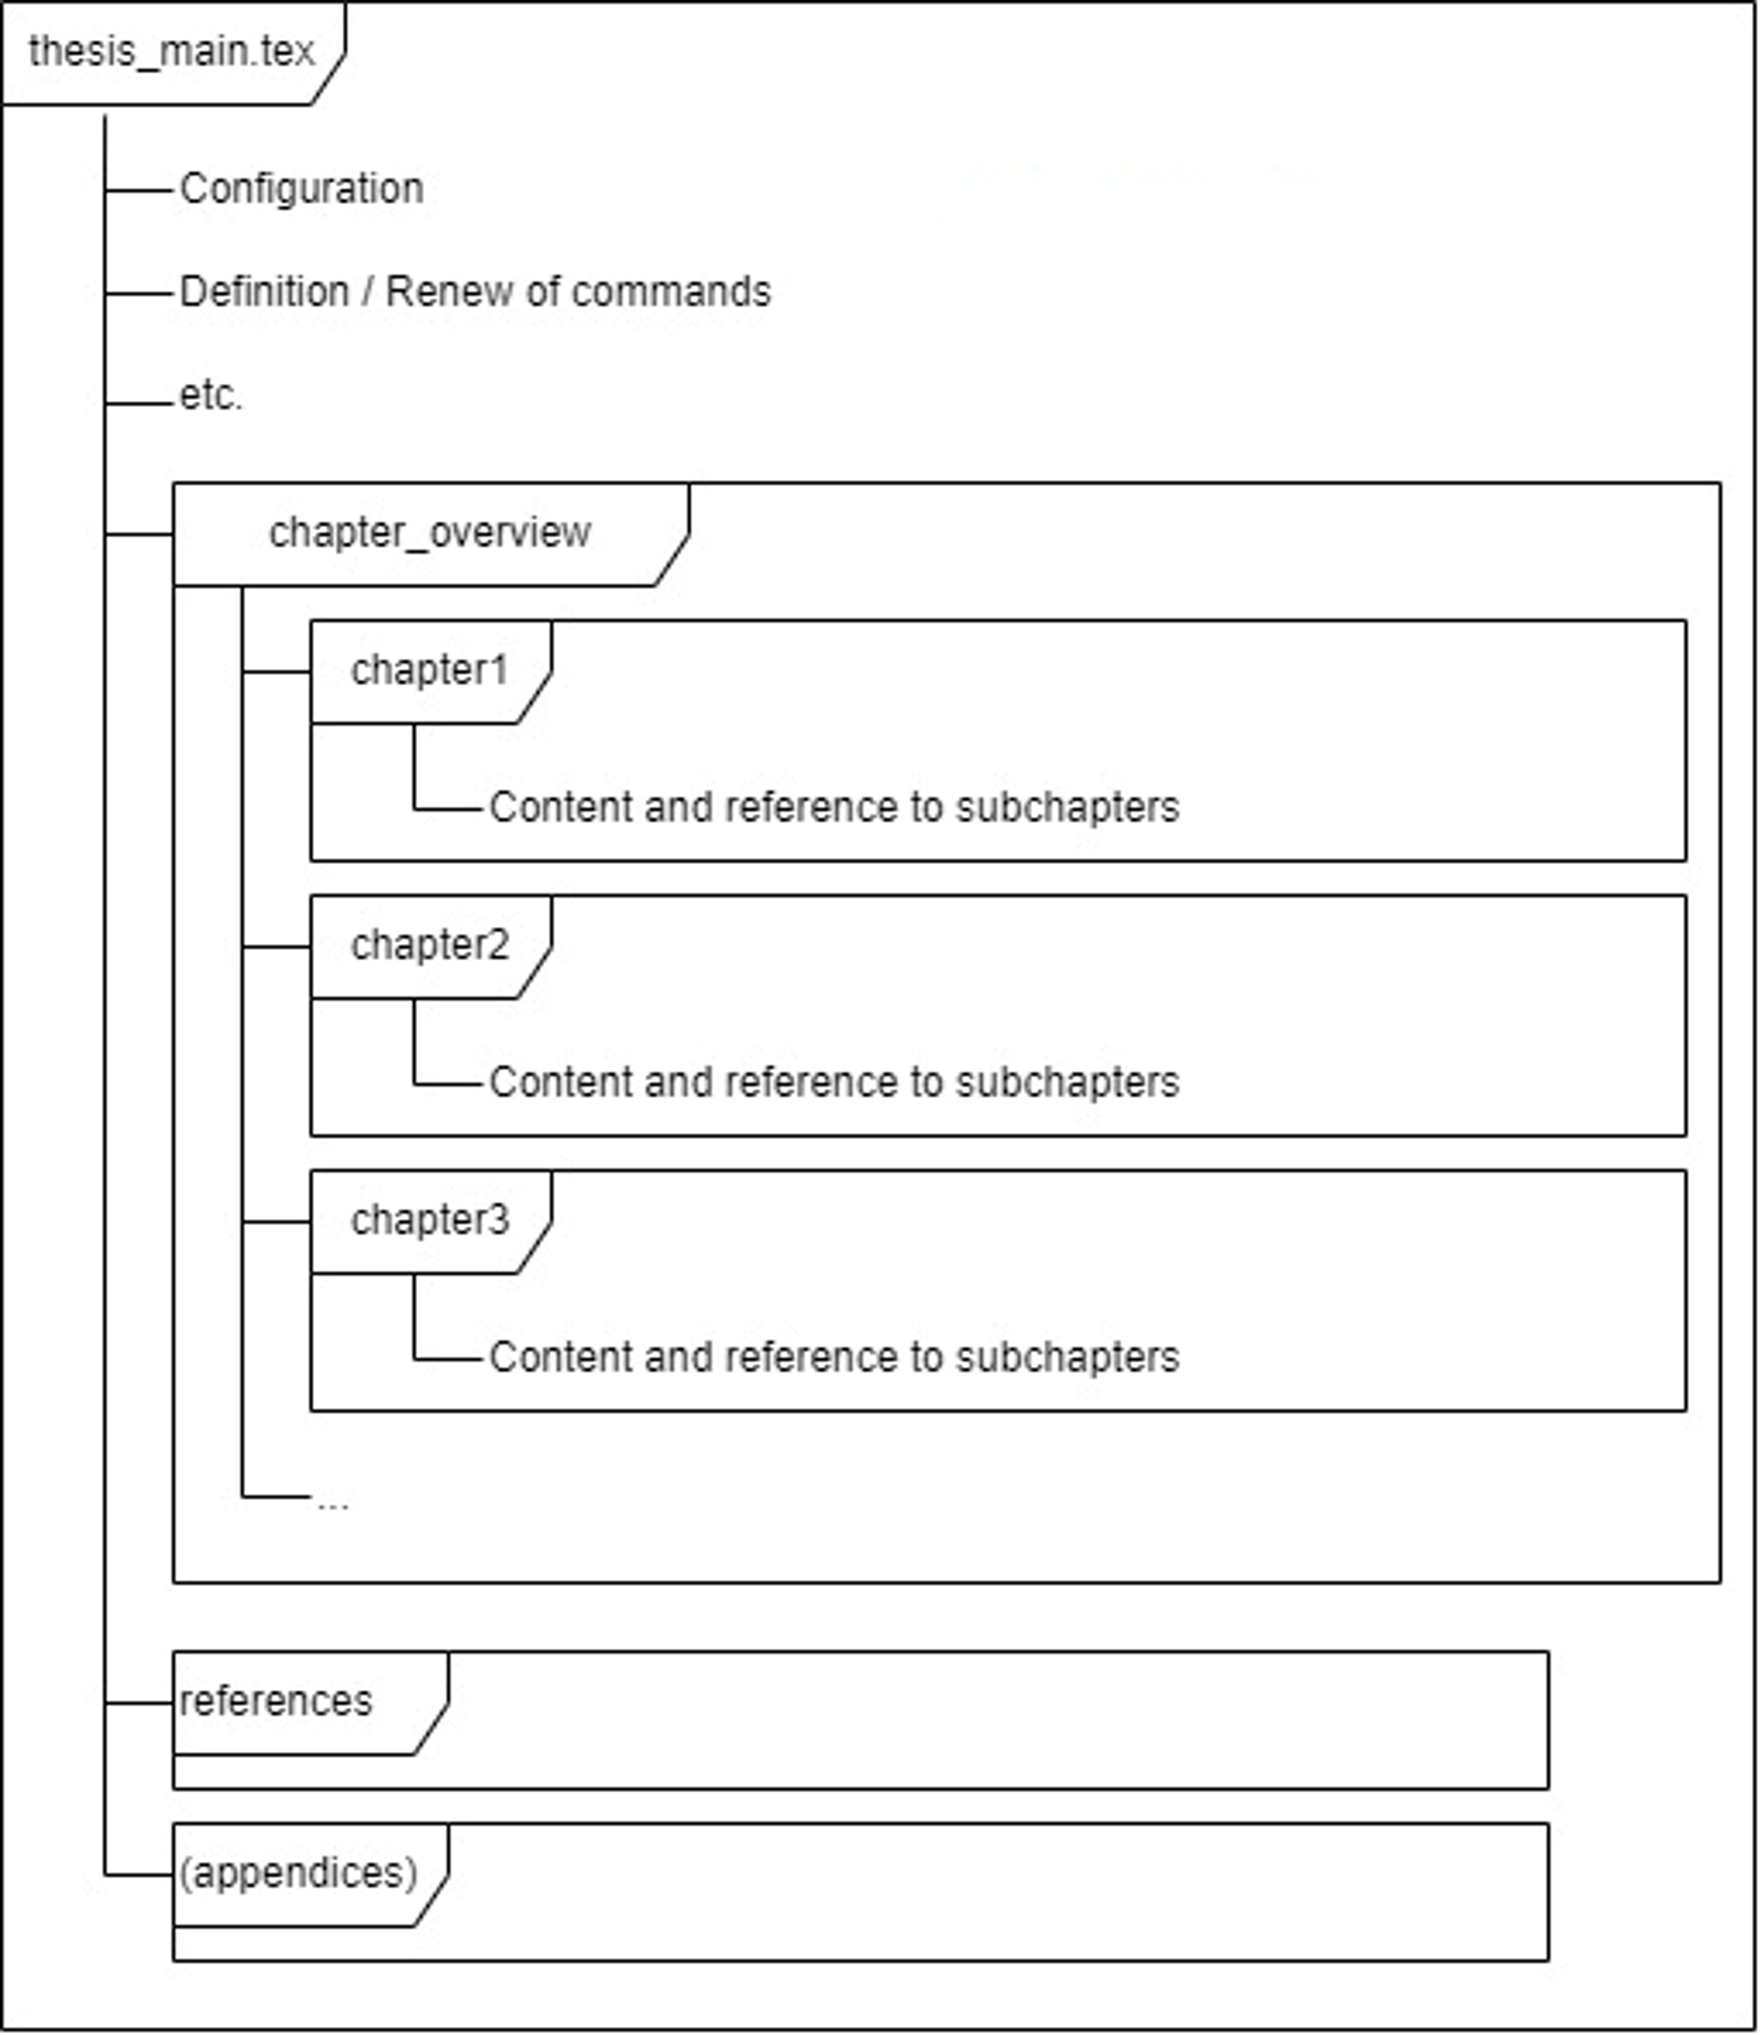 thesis_main.tex
Configuration
Definition / Renew of commands
etc.
chapter_overview
chapter1
Content and reference to subchapters
chapter2
Content and reference to subchapters
chapter3
Content and reference to subchapters
...
references
(appendices)